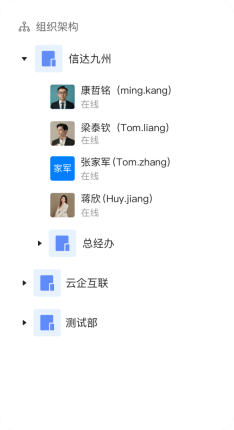 组织架构
信达九州
康哲铭（ming.kang）
在线
梁泰钦（Tom.liang）
在线
家军
张家军(Tom.zhang)
在线
蒋欣(Huy.jiang)
在线
总经办
云企互联
测试部